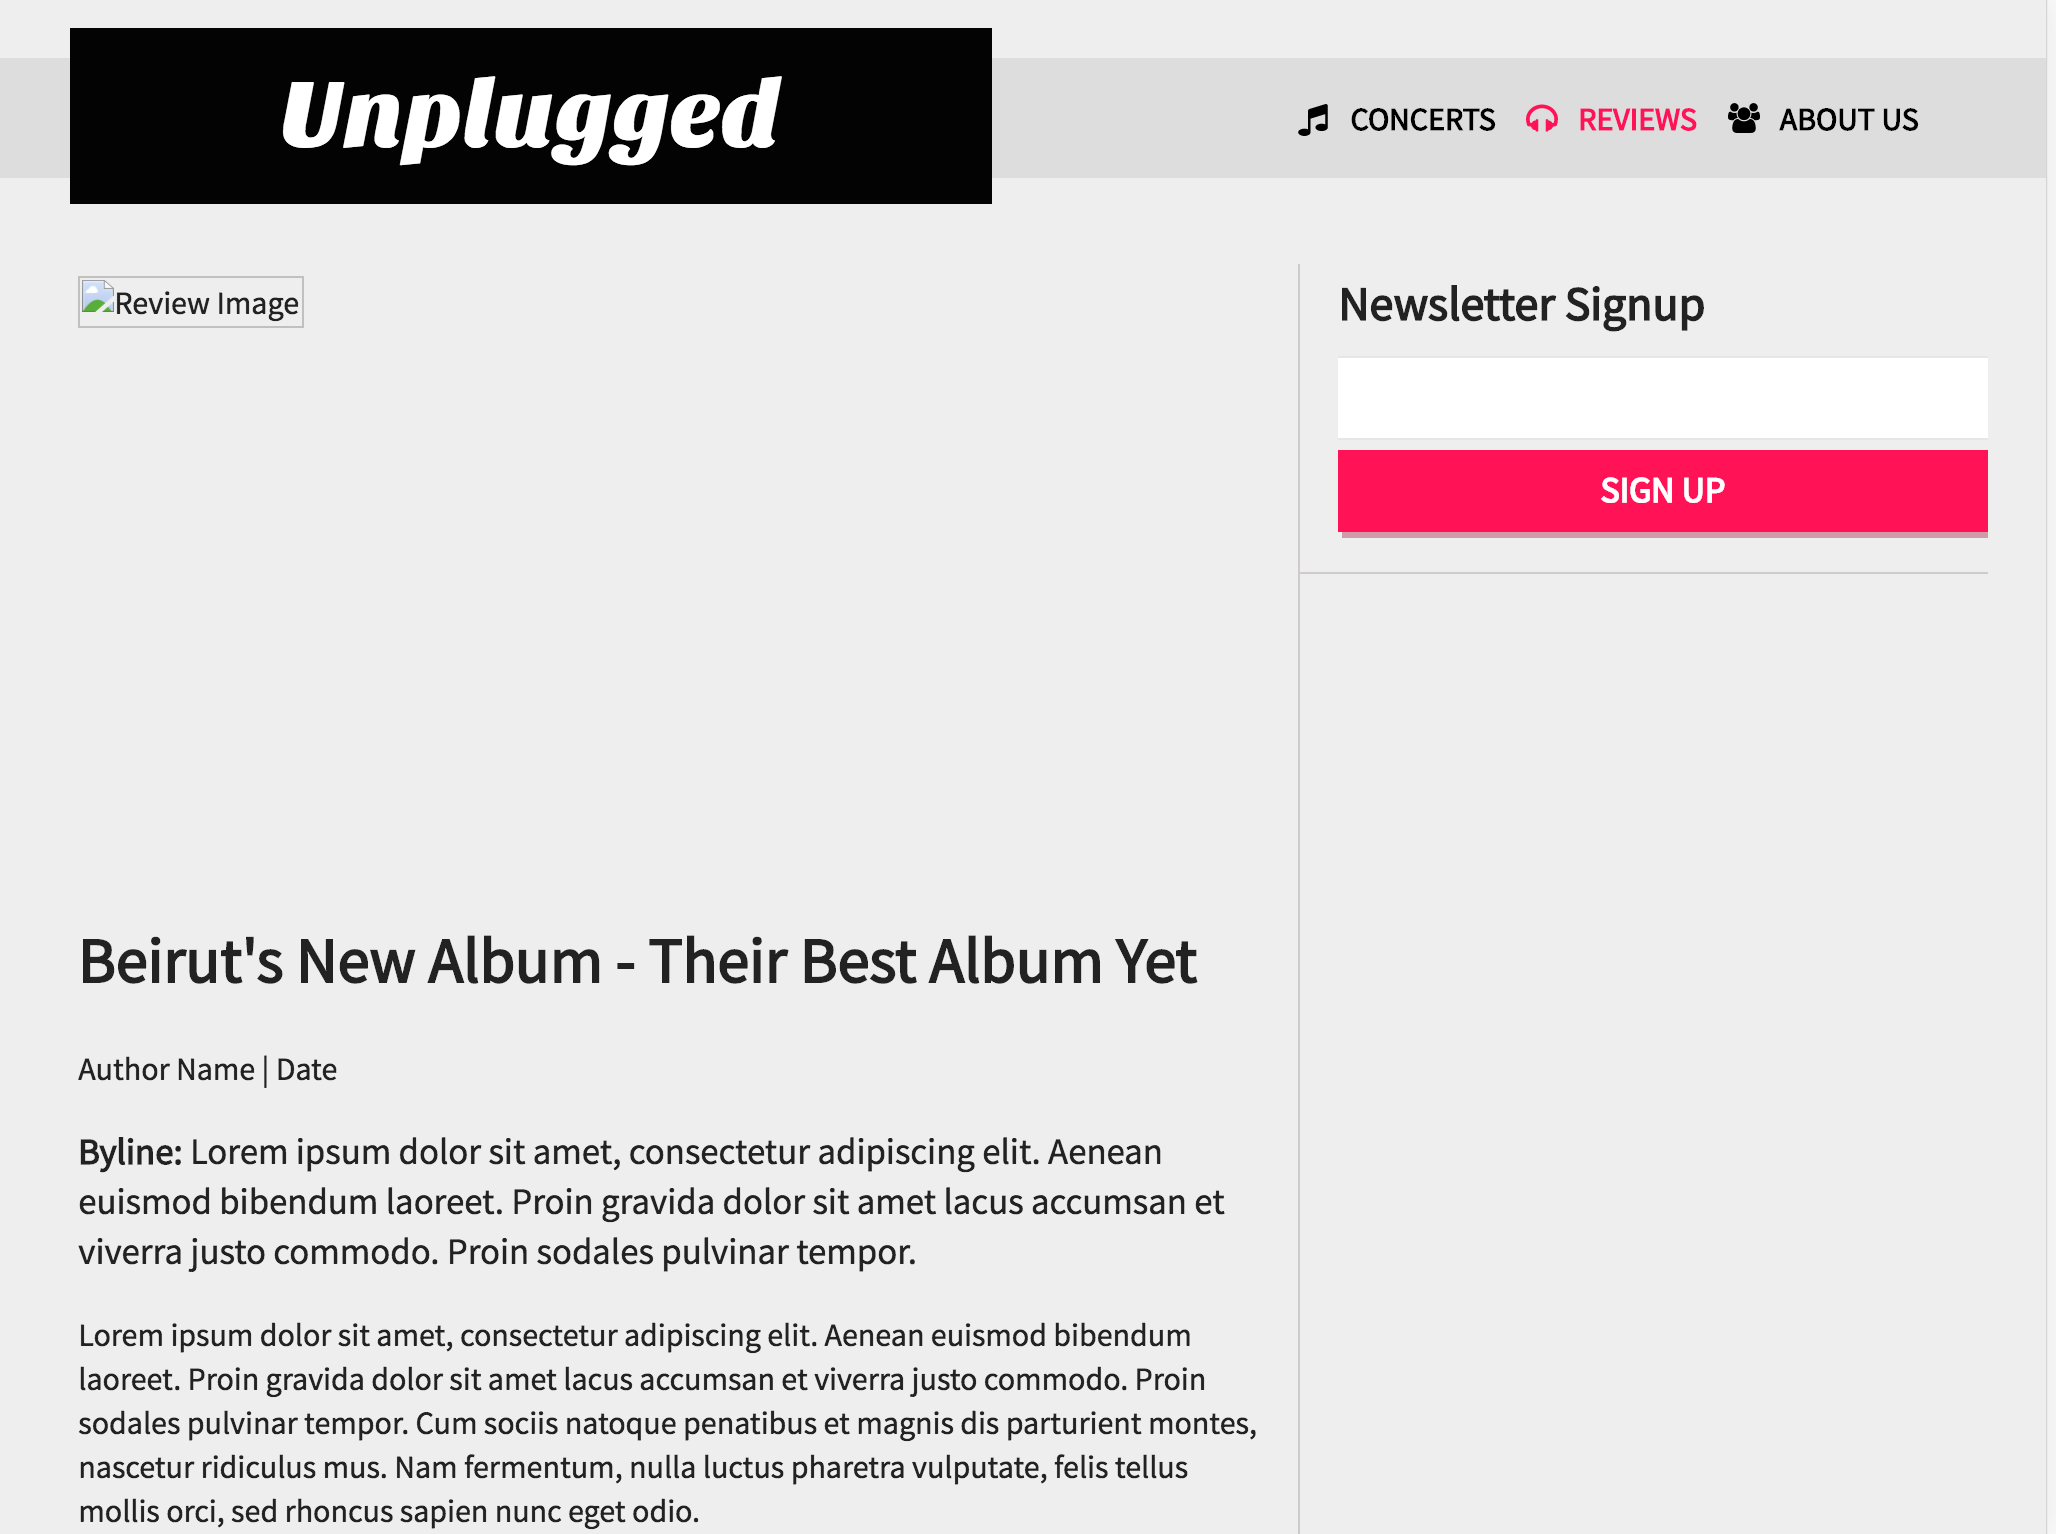 Unplugged
CONCERTS REVIEWS ABOUT US
Review Image
Newsletter Signup
SIGN UP
Beirut's New Album - Their Best Album Yet
Author Name | Date
Byline: Lorem ipsum dolor sit amet, consectetur adipiscing elit. Aenean
euismod bibendum laoreet. Proin gravida dolor sit amet lacus accumsan et
viverra justo commodo. Proin sodales pulvinar tempor.
Lorem ipsum dolor sit amet, consectetur adipiscing elit. Aenean euismod bibendum
laoreet. Proin gravida dolor sit amet lacus accumsan et viverra justo commodo. Proin
sodales pulvinar tempor. Cum sociis natoque penatibus et magnis dis parturient montes,
nascetur ridiculus mus. Nam fermentum, nulla luctus pharetra vulputate, felis tellus
mollis orci, sed rhoncus sapien nunc eget odio.